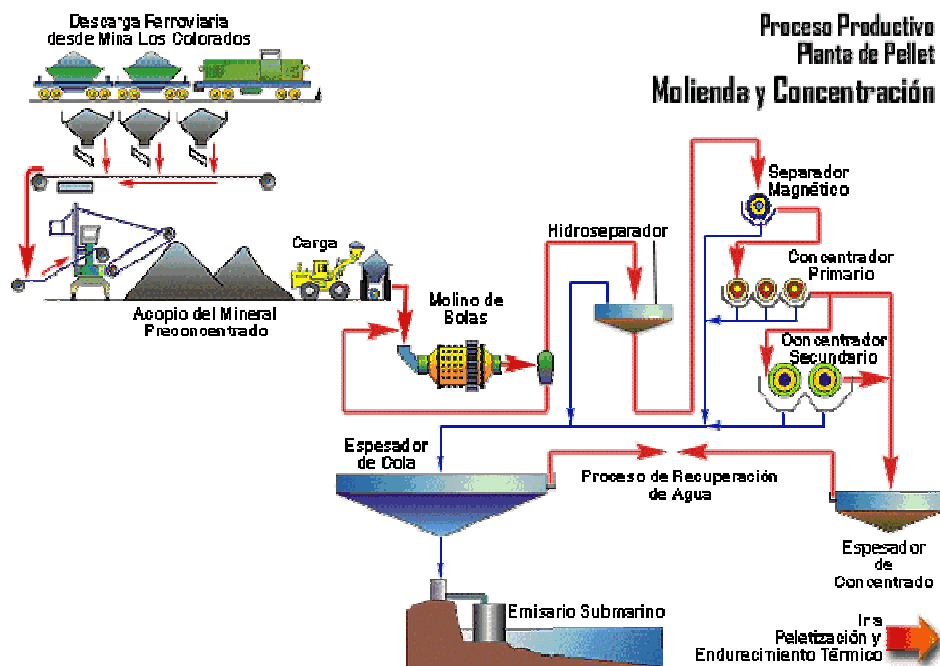 Descarga Ferroviaria
desde Mina Los Colorados
Proceso Productivo
Planta de Pellet
Molienda y Concentración
Separador
Magnético
Hidroseparador
Concentrador
Primario
Carga
Molino de
Bolas
Acopio del Mineral
Preconcentrado
Concentrador
Secundario
Espesador
de Cola
Proceso de Recuperación
de Agua
Espesador
de
Concentrado
Emisario Submarino
Ir a
Peletización y
Endurecimiento Térmico